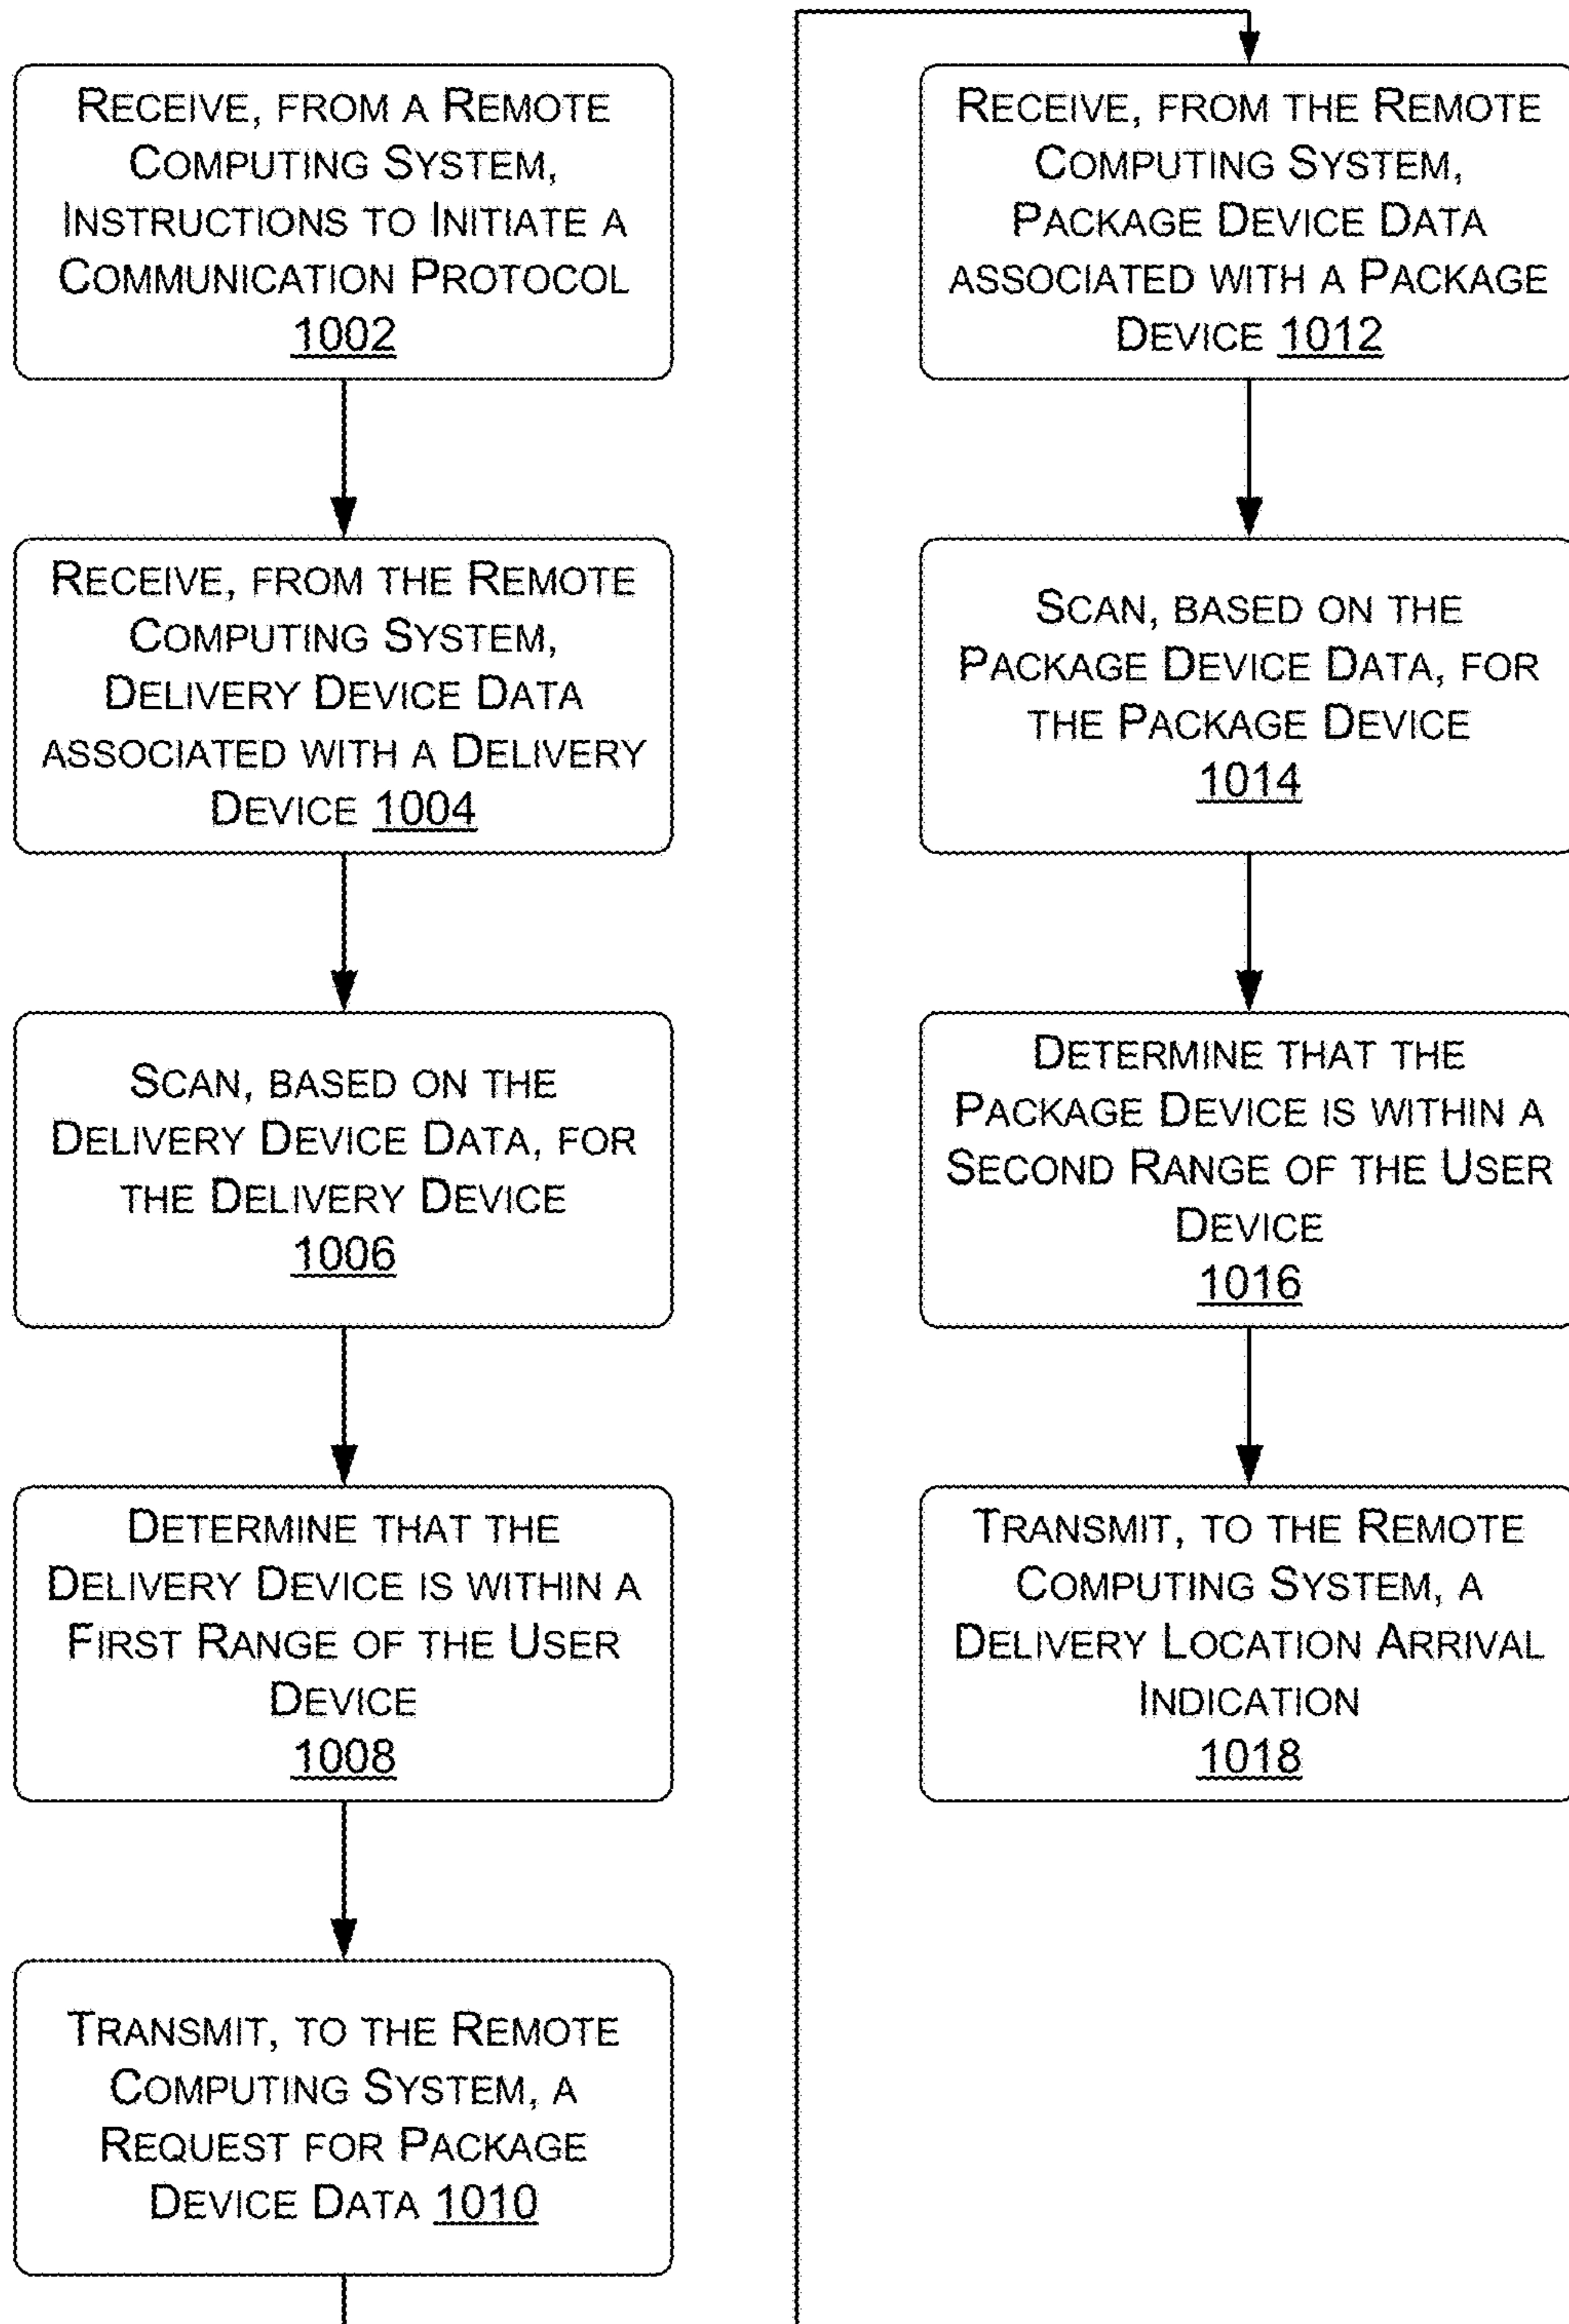 RECEIVE, FROM A REMOTE
COMPUTING SYSTEM,
INSTRUCTIONS TO INITIATE A
COMMUNICATION PROTOCOL
1002
RECEIVE, FROM THE REMOTE
COMPUTING SYSTEM,
DELIVERY DEVICE DATA
ASSOCIATED WITH A DELIVERY
DEVICE 1004
SCAN, BASED ON THE
DELIVERY DEVICE DATA, FOR
THE DELIVERY DEVICE
1006
DETERMINE THAT THE
DELIVERY DEVICE IS WITHIN A
FIRST RANGE OF THE USER
DEVICE
1008
TRANSMIT, TO THE REMOTE
COMPUTING SYSTEM, A
REQUEST FOR PACKAGE
DEVICE DATA 1010
RECEIVE, FROM THE REMOTE
COMPUTING SYSTEM,
PACKAGE DEVICE DATA
ASSOCIATED WITH A PACKAGE
DEVICE 1012
SCAN, BASED ON THE
PACKAGE DEVICE DATA, FOR
THE PACKAGE DEVICE
1014
DETERMINE THAT THE
PACKAGE DEVICE IS WITHIN A
SECOND RANGE OF THE USER
DEVICE
1016
TRANSMIT, TO THE REMOTE
COMPUTING SYSTEM, A
DELIVERY LOCATION ARRIVAL
INDICATION
1018